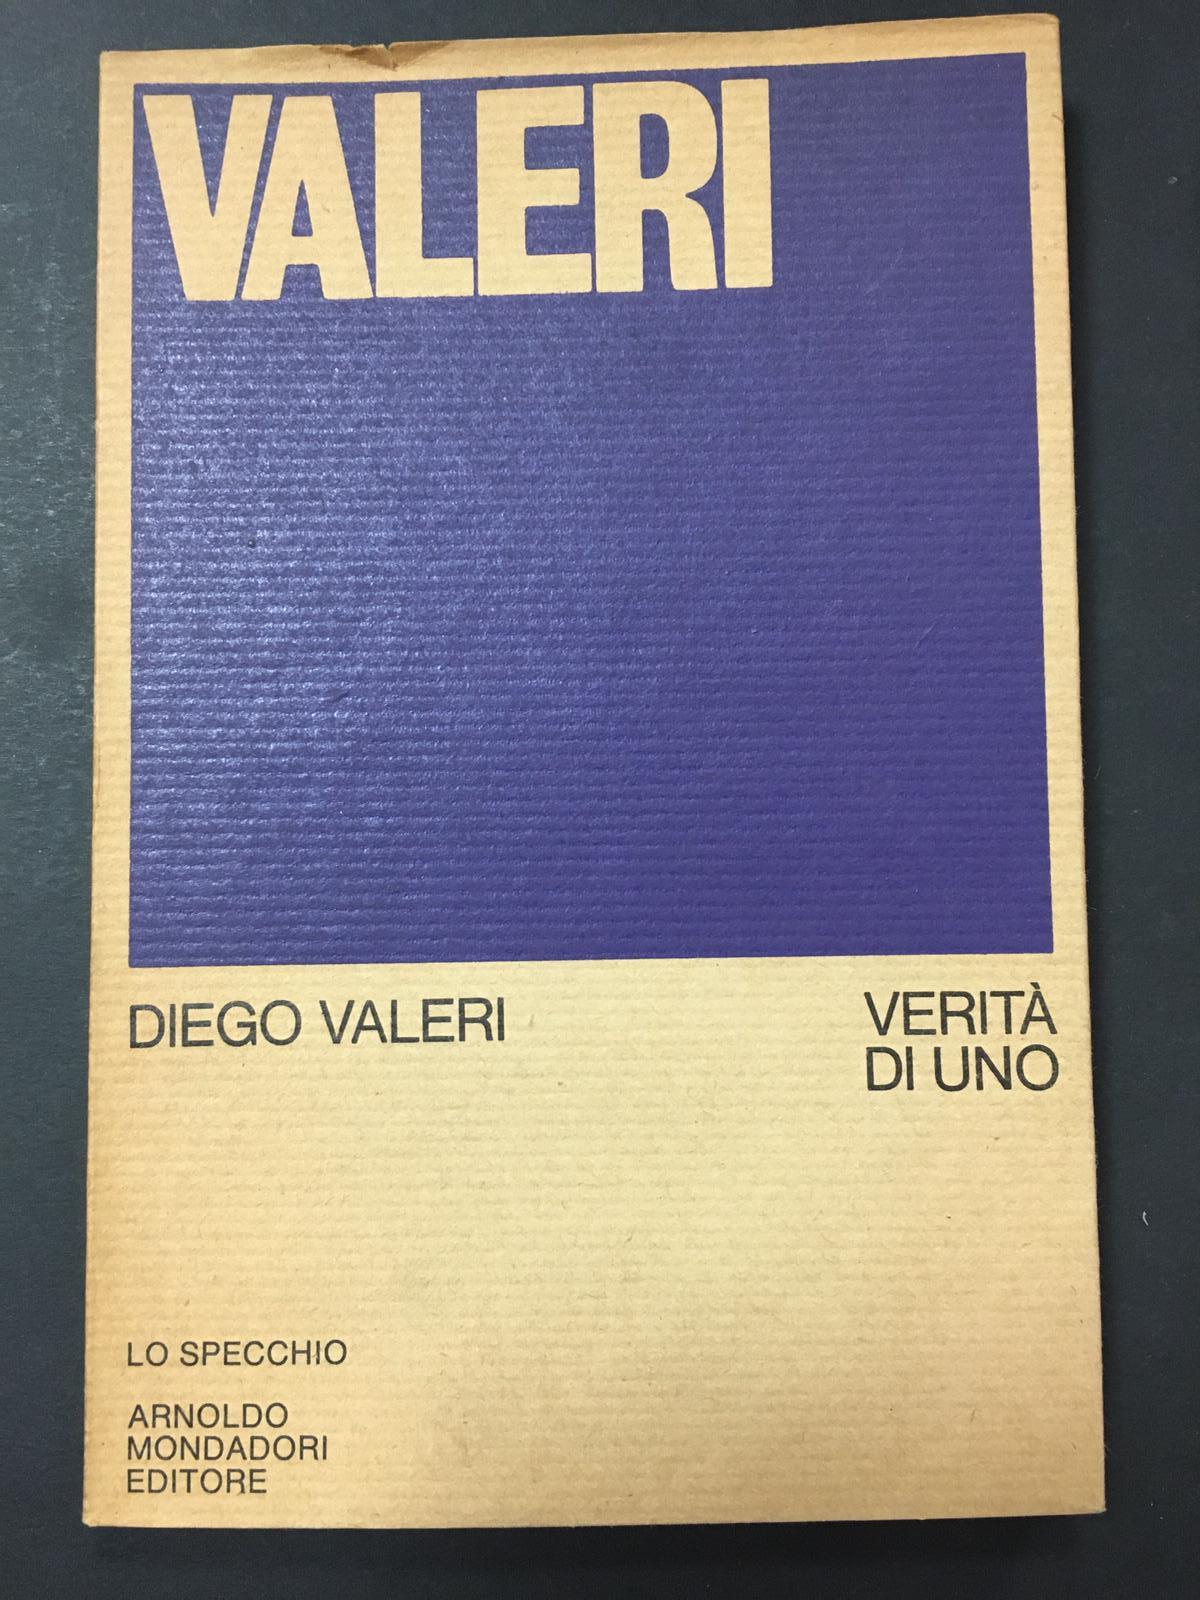 VALERI
DIEGO VALERI
VERITÀ
DI UNO
LO SPECCHIO
ARNOLDO
MONDADORI
EDITORE